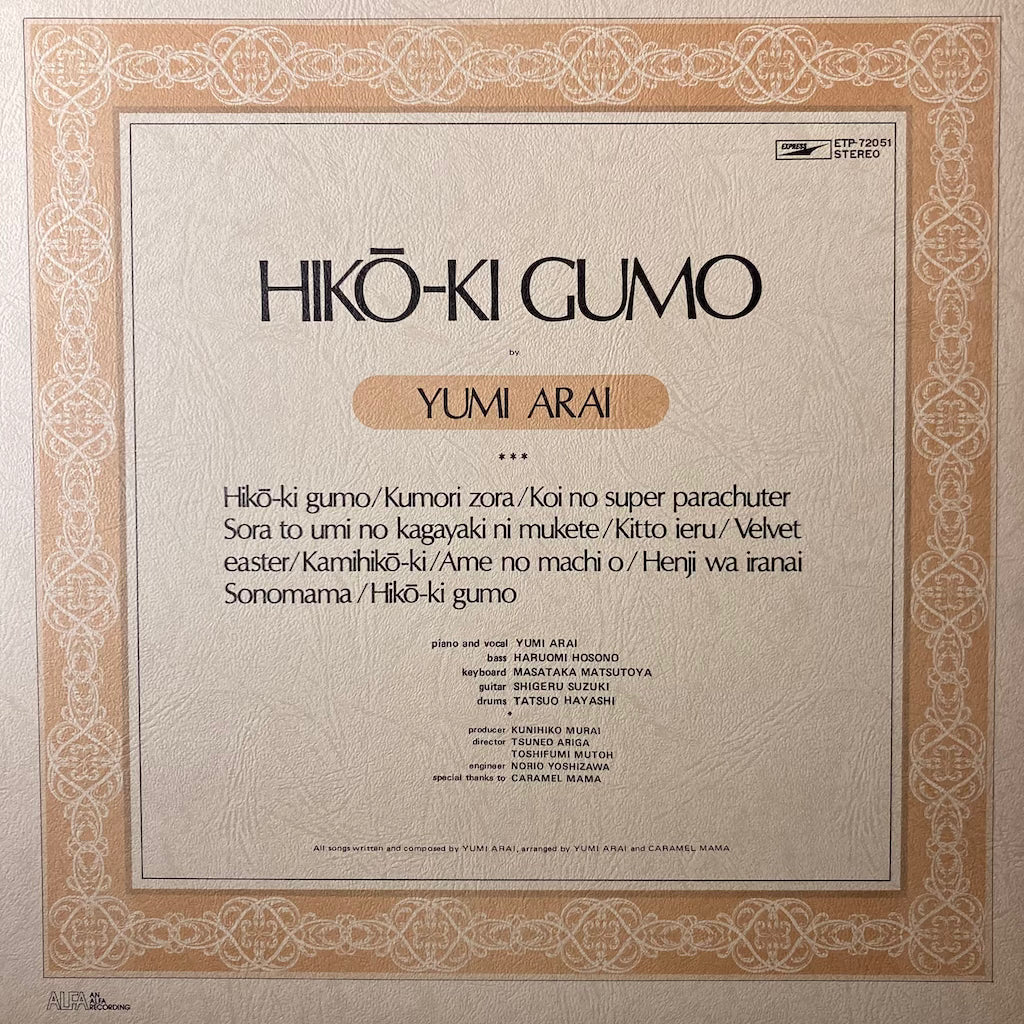 EXPRESS ETP-72051
STEREO
HIKŌ-KI GUMO
by
YUMI ARAI
***
Hikō-ki gumo/Kumori zora/Koi no super parachuter
Sora to umi no kagayaki ni mukete/Kitto ieru/Velvet
easter/Kamihikō-ki/Ame no machi o/Henji wa iranai
Sonomama/Hikō-ki gumo
piano and vocal YUMI ARAI
bass HARUOMI HOSONO
keyboard MASATAKA MATSUTOYA
guitar SHIGERU SUZUKI
drums TATSUO HAYASHI
producer KUNIHIKO MURAI
director TSUNEO ARIGA
TOSHIFUMI MUTOH
engineer NORIO YOSHIZAWA
special thanks to CARAMEL MAMA
All songs written and composed by YUMI ARAI, arranged by YUMI ARAI and CARAMEL MAMA
ALFA AN ALFA RECORDING